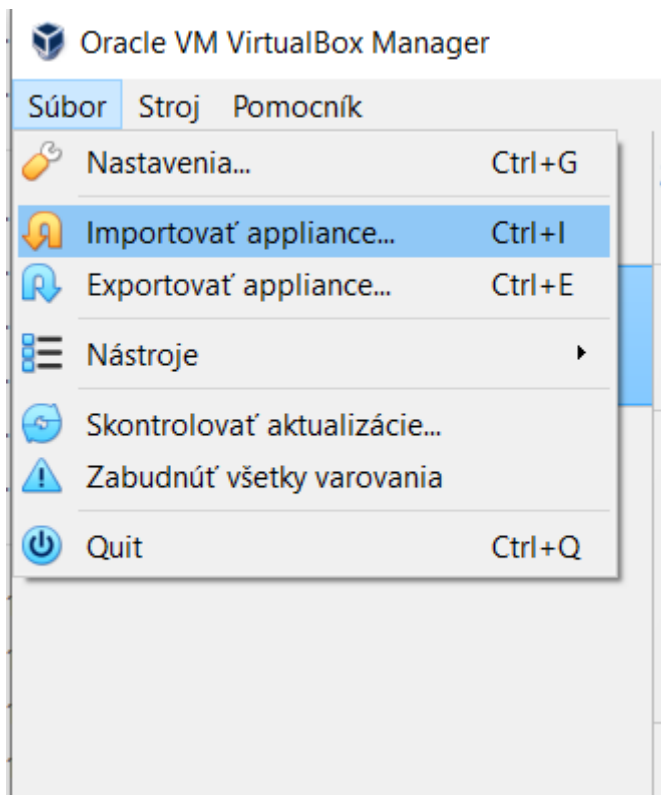 Oracle VM VirtualBox Manager
Súbor Stroj Pomocník
Nastavenia... Ctrl+G
Importovať appliance... Ctrl+I
Exportovať appliance... Ctrl+E
Nástroje
Skontrolovať aktualizácie...
Zabudnúť všetky varovania
Quit Ctrl+Q